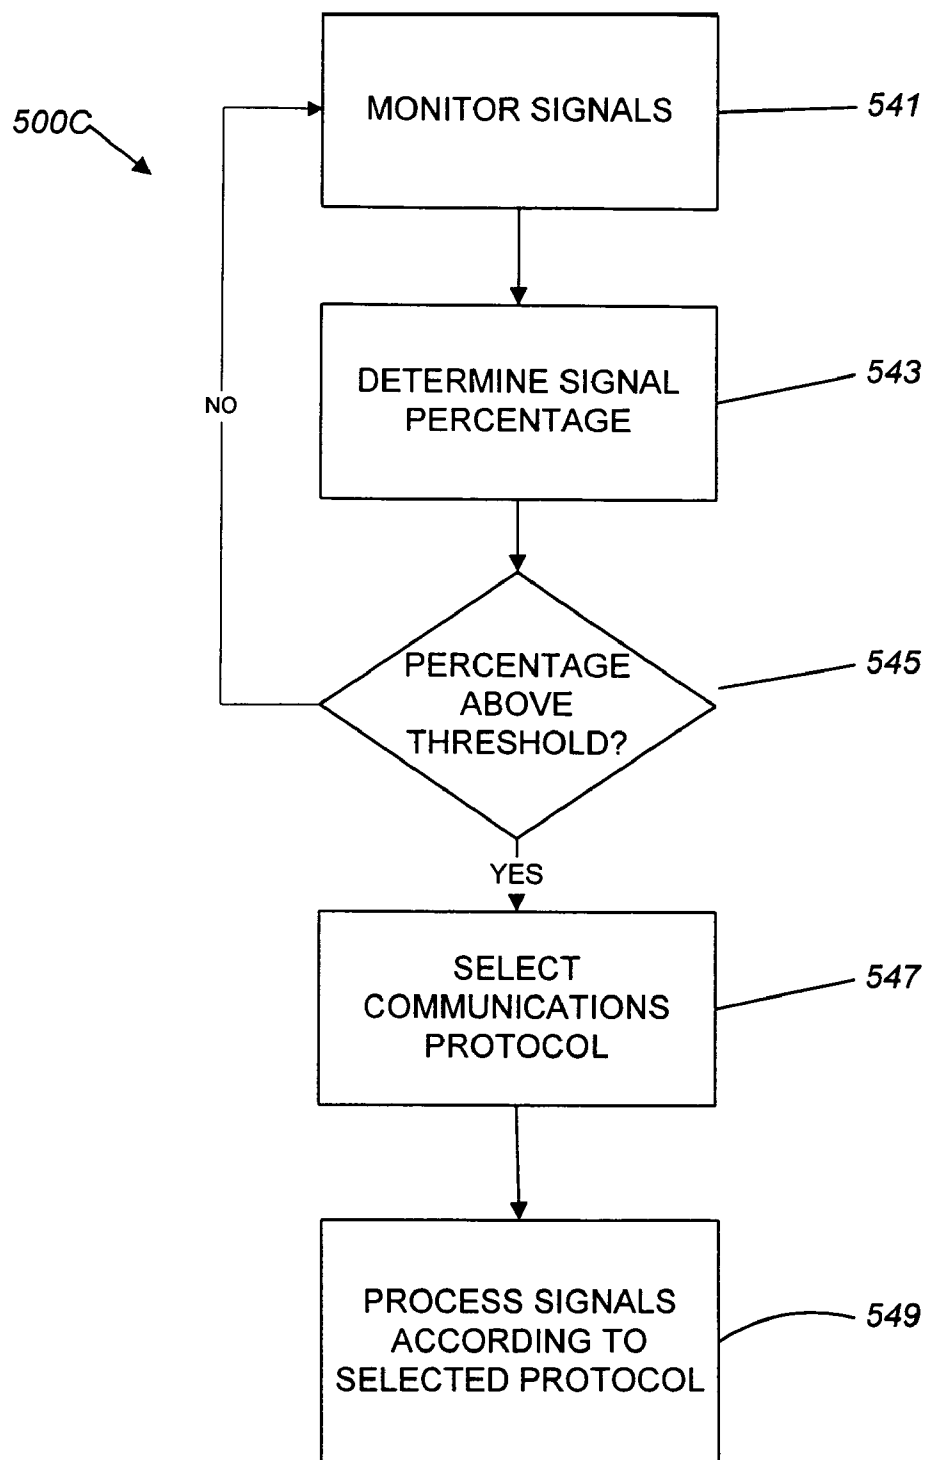 500C
MONITOR SIGNALS
541
DETERMINE SIGNAL
PERCENTAGE
543
NO
PERCENTAGE
ABOVE
THRESHOLD?
545
YES
SELECT
COMMUNICATIONS
PROTOCOL
547
PROCESS SIGNALS
ACCORDING TO
SELECTED PROTOCOL
549